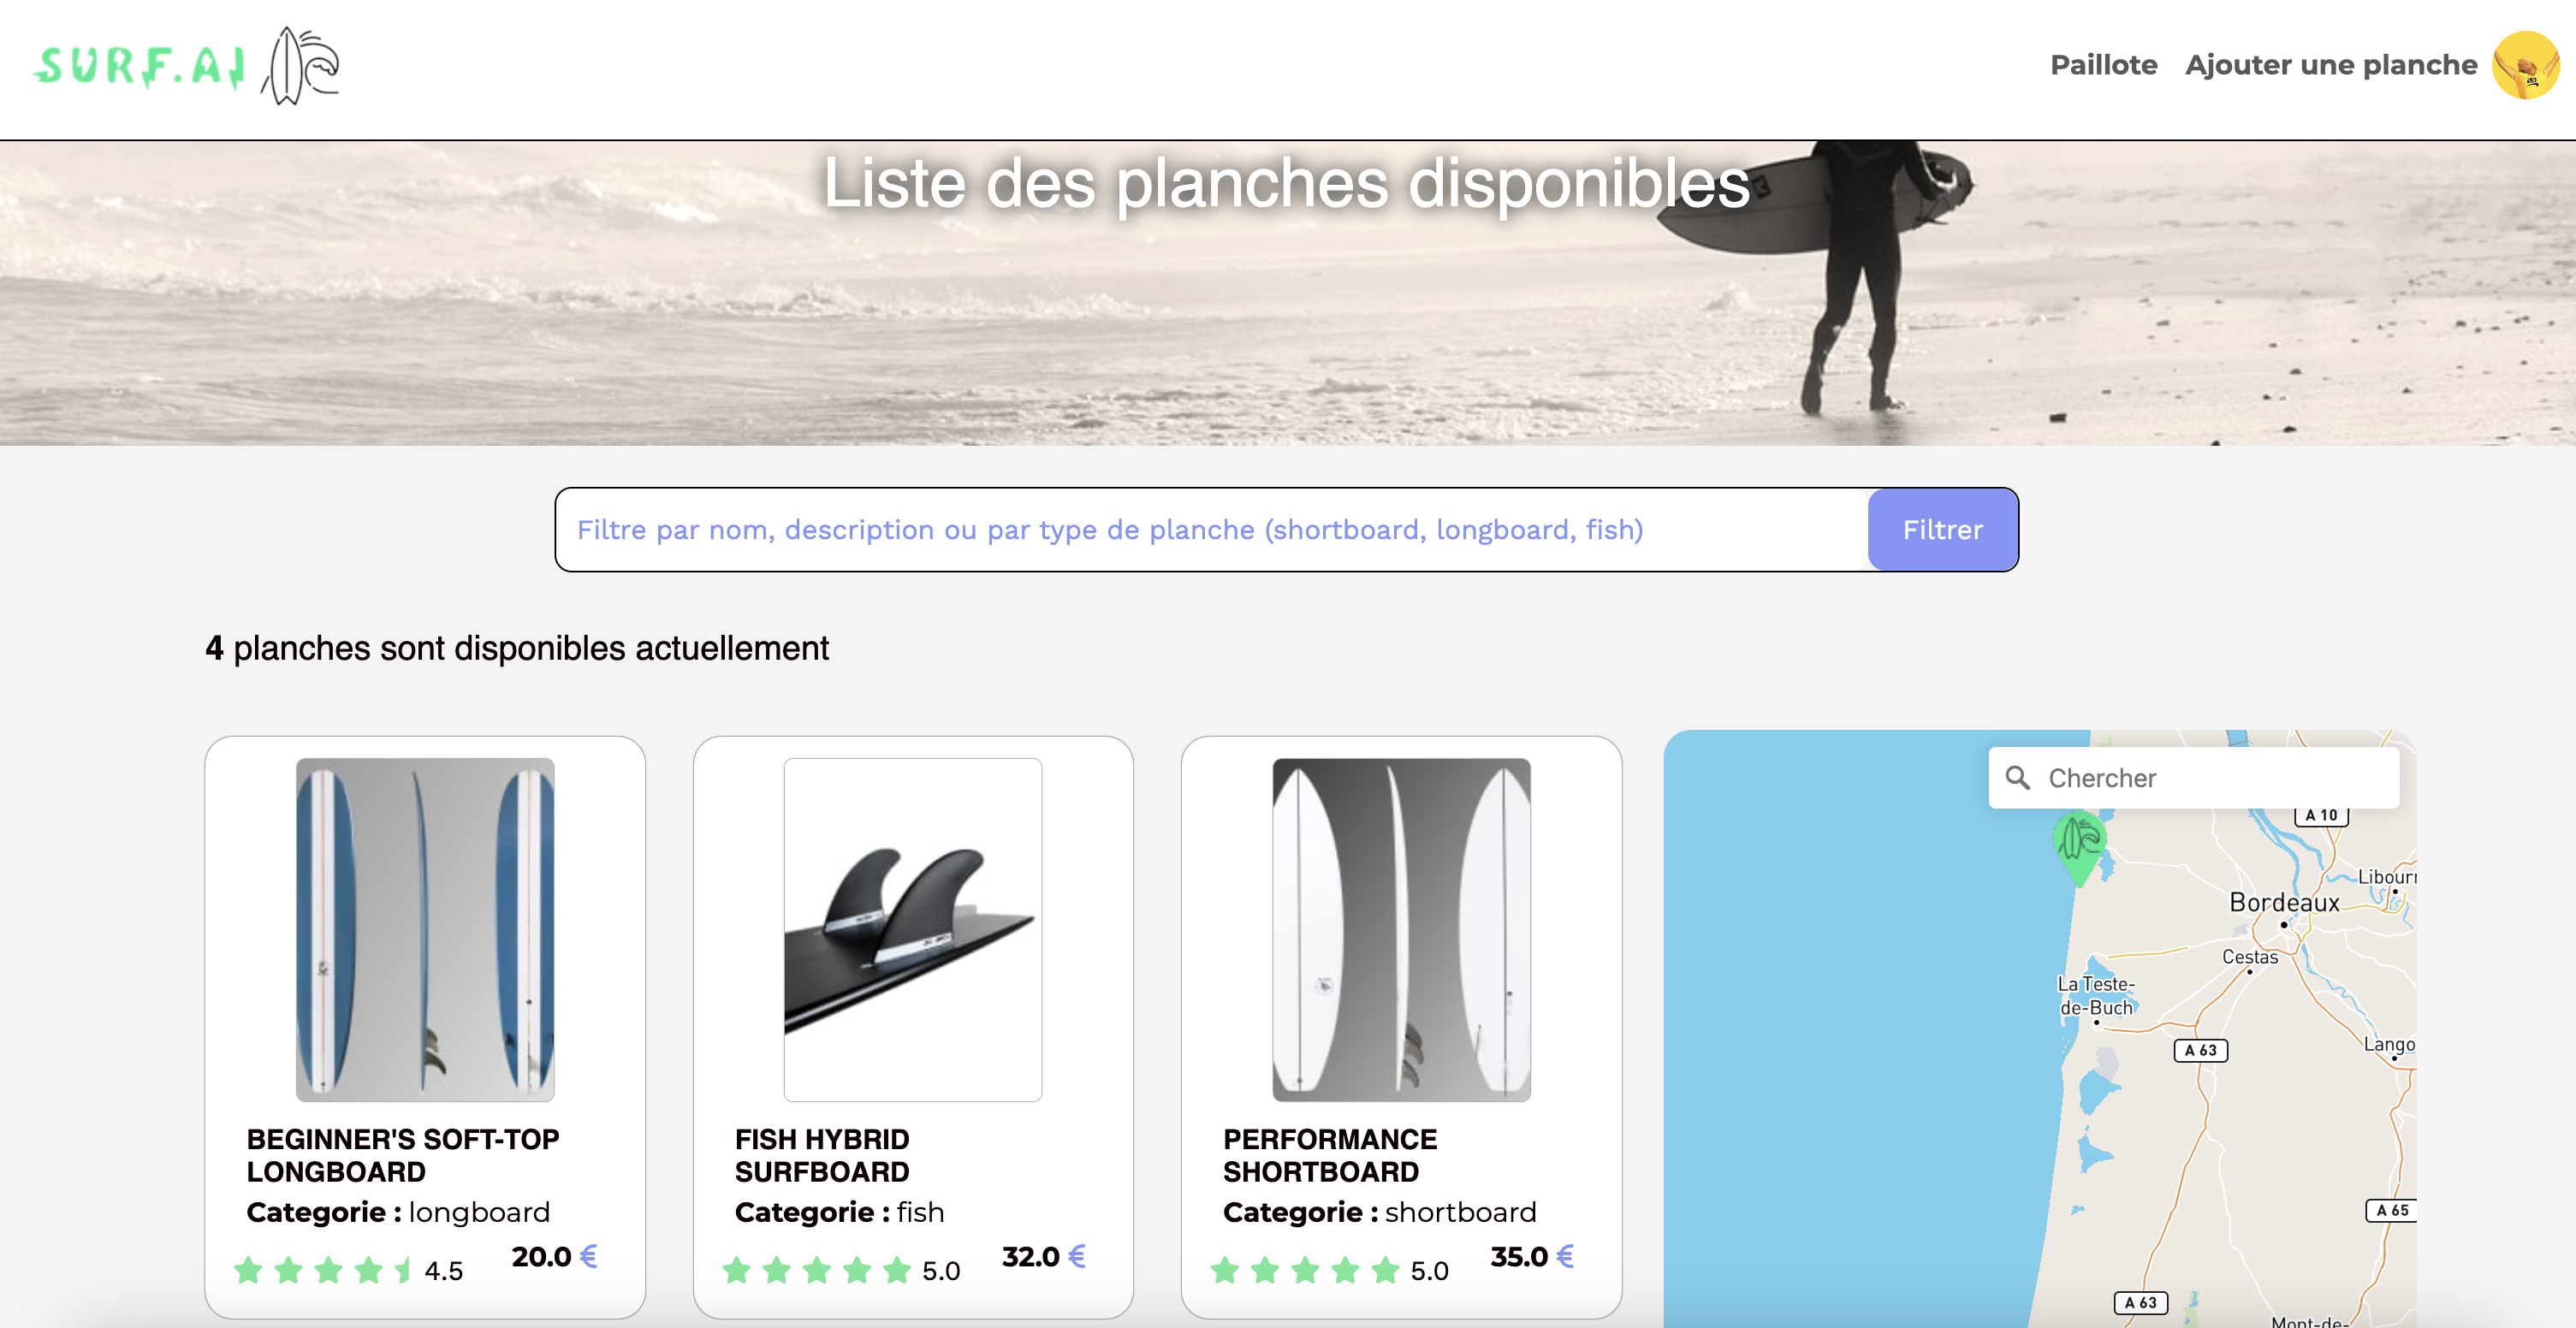 SURF.AI
Paillote
Ajouter une planche
Liste des planches disponibles
Filtre par nom, description ou par type de planche (shortboard, longboard, fish)
Filtrer
4 planches sont disponibles actuellement
BEGINNER'S SOFT-TOP
LONGBOARD
Categorie : longboard
4.5
20.0 €
FISH HYBRID
SURFBOARD
Categorie : fish
5.0
32.0 €
PERFORMANCE
SHORTBOARD
Categorie : shortboard
5.0
35.0 €
Chercher
A 10
Libourn
Bordeaux
Cestas
La Teste-
de-Buch
Lango
A 63
A 65
A 63
Mont-de-